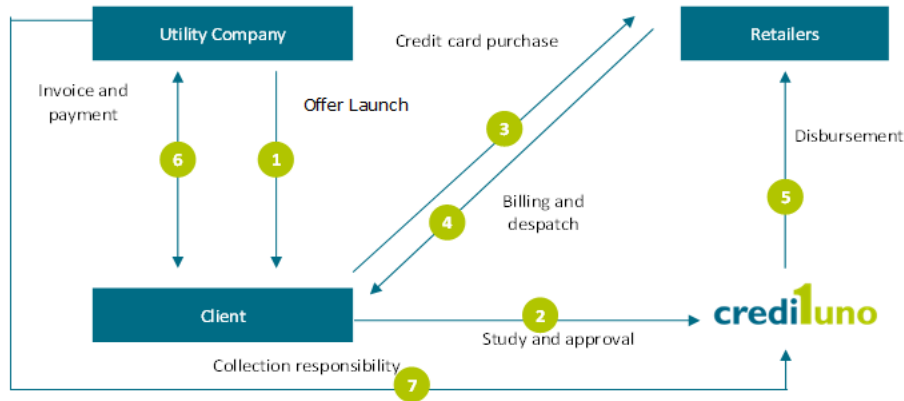 Utility Company
Credit card purchase
Retailers
Invoice and
payment
Offer Launch
3
Disbursement
6
1
Billing and
despatch
4
5
Client
2
credi1uno
Study and approval
Collection responsibility
7